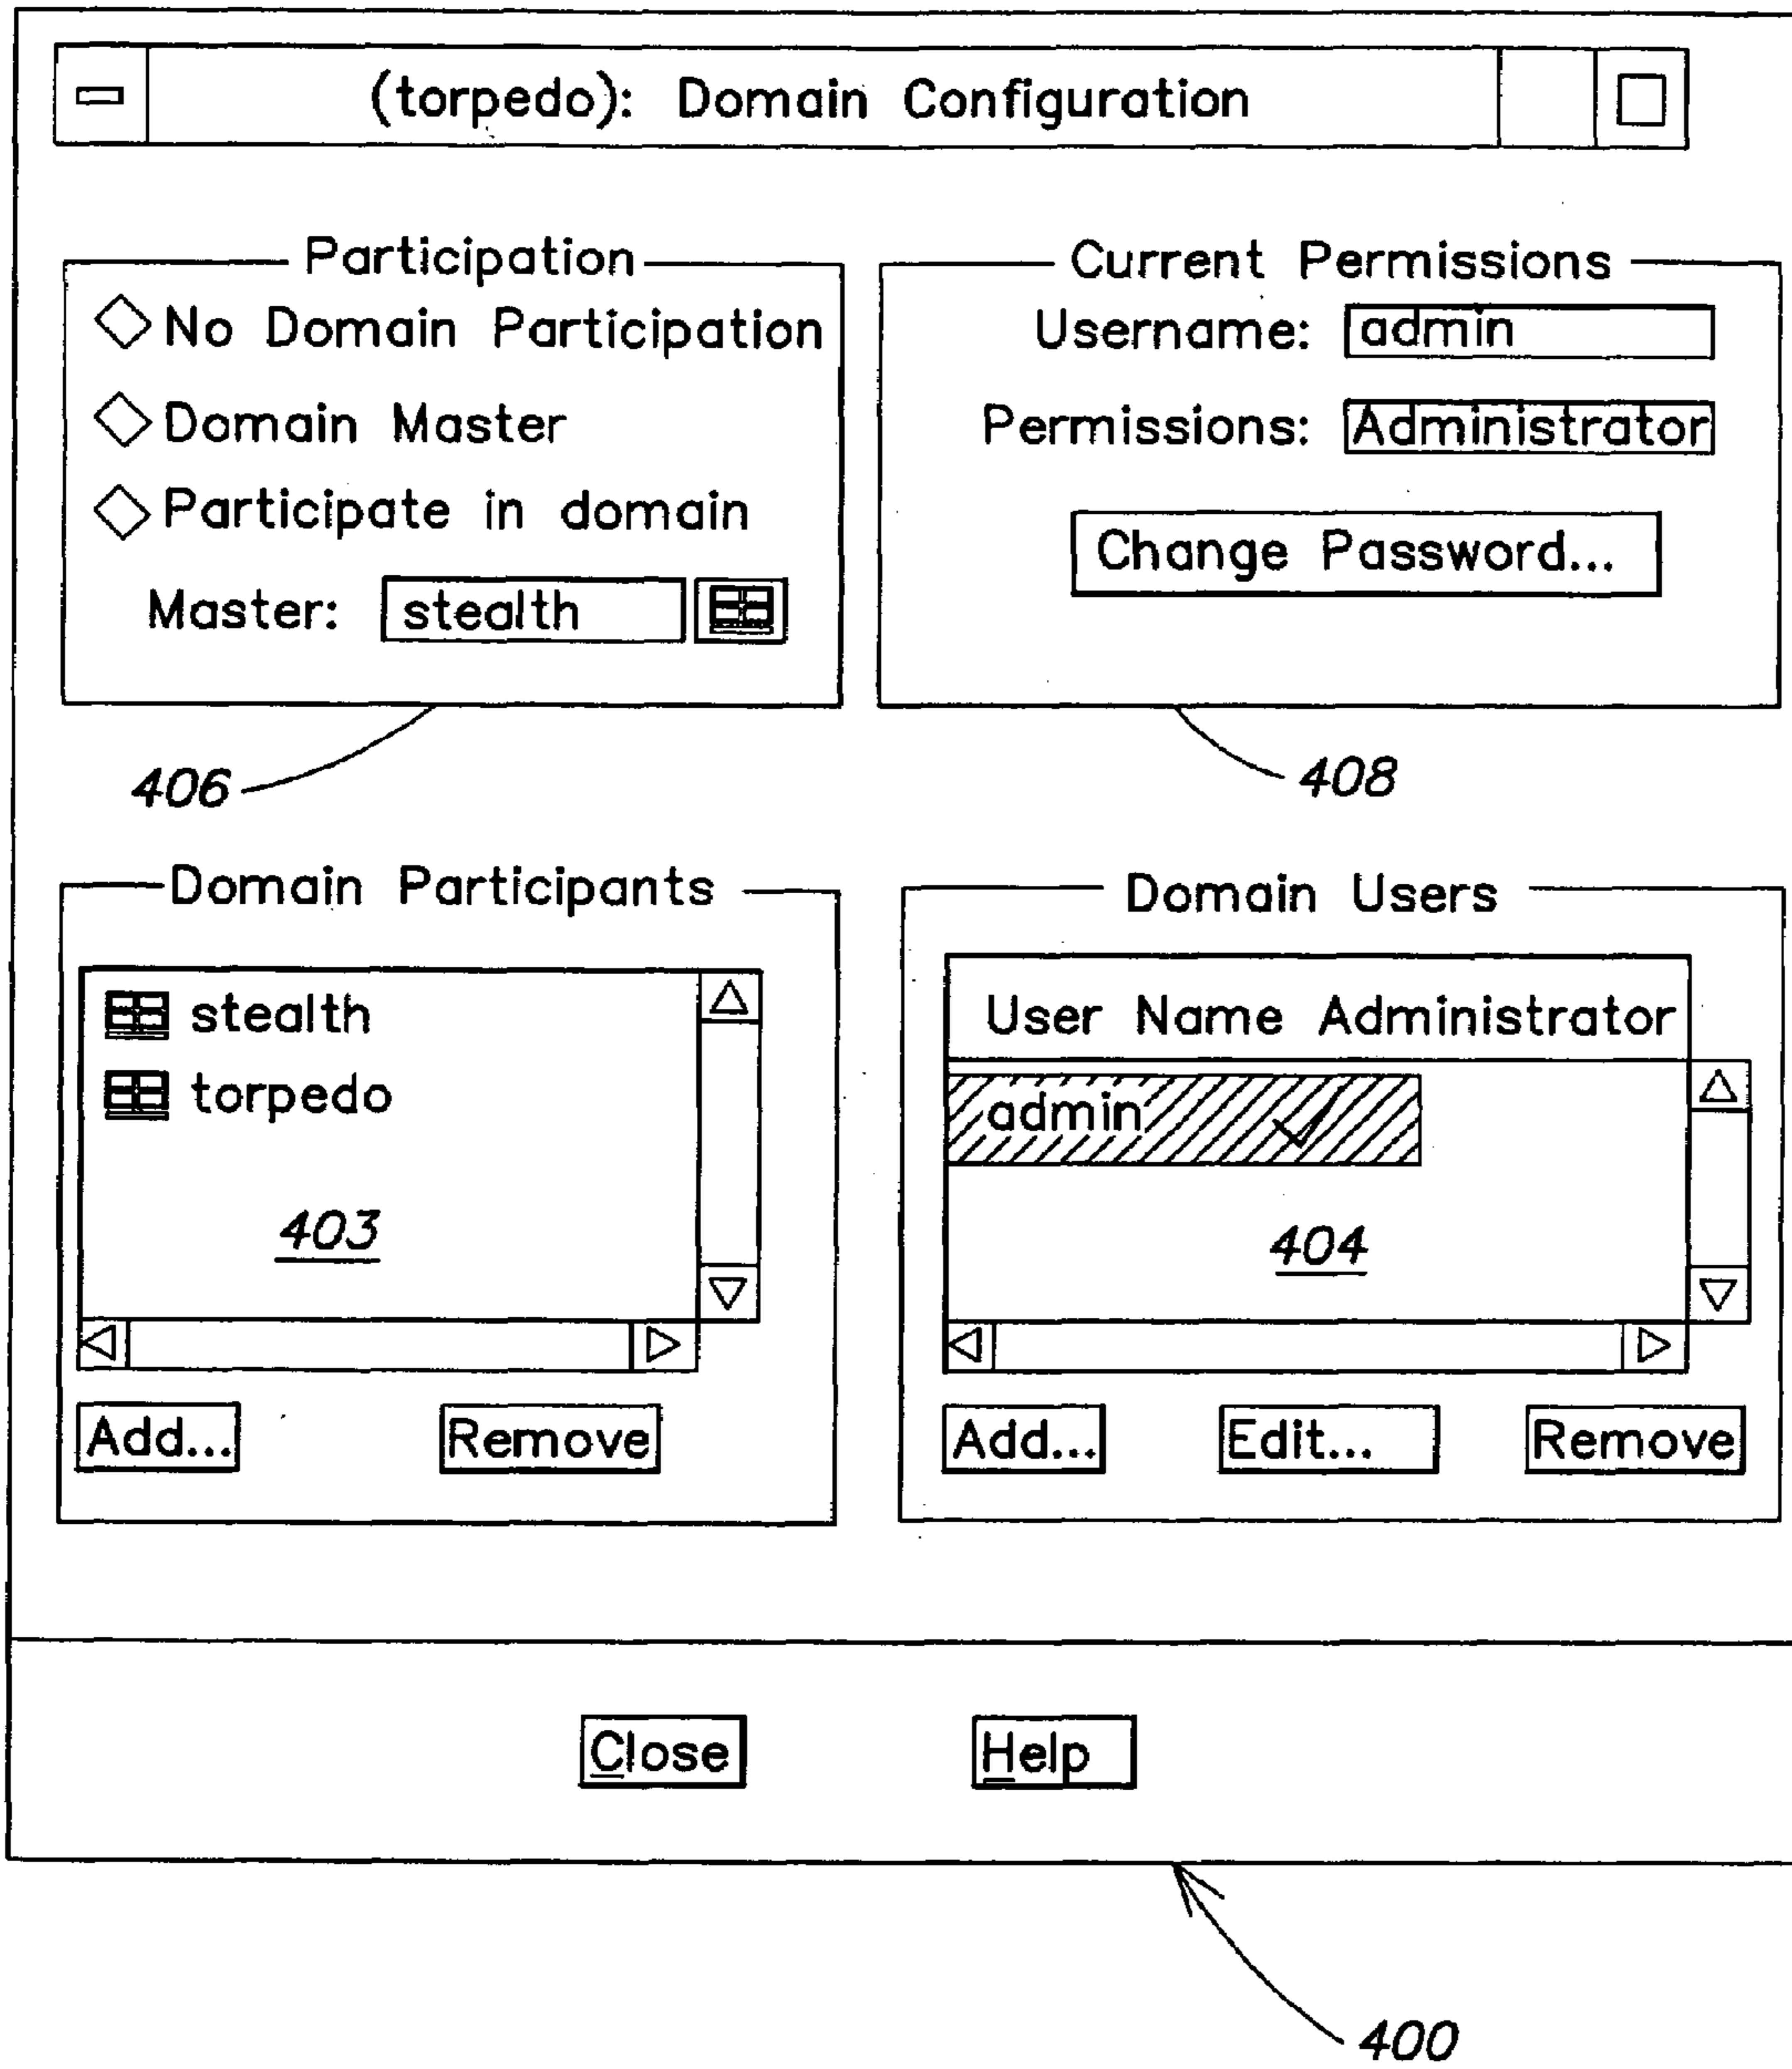 (torpedo): Domain Configuration
Participation
No Domain Participation
Domain Master
Participate in domain
Master: stealth
406
Current Permissions
Username: admin
Permissions: Administrator
Change Password...
408
Domain Participants
stealth
torpedo
403
Add... Remove
Domain Users
User Name Administrator
admin
404
Add... Edit... Remove
Close Help
400